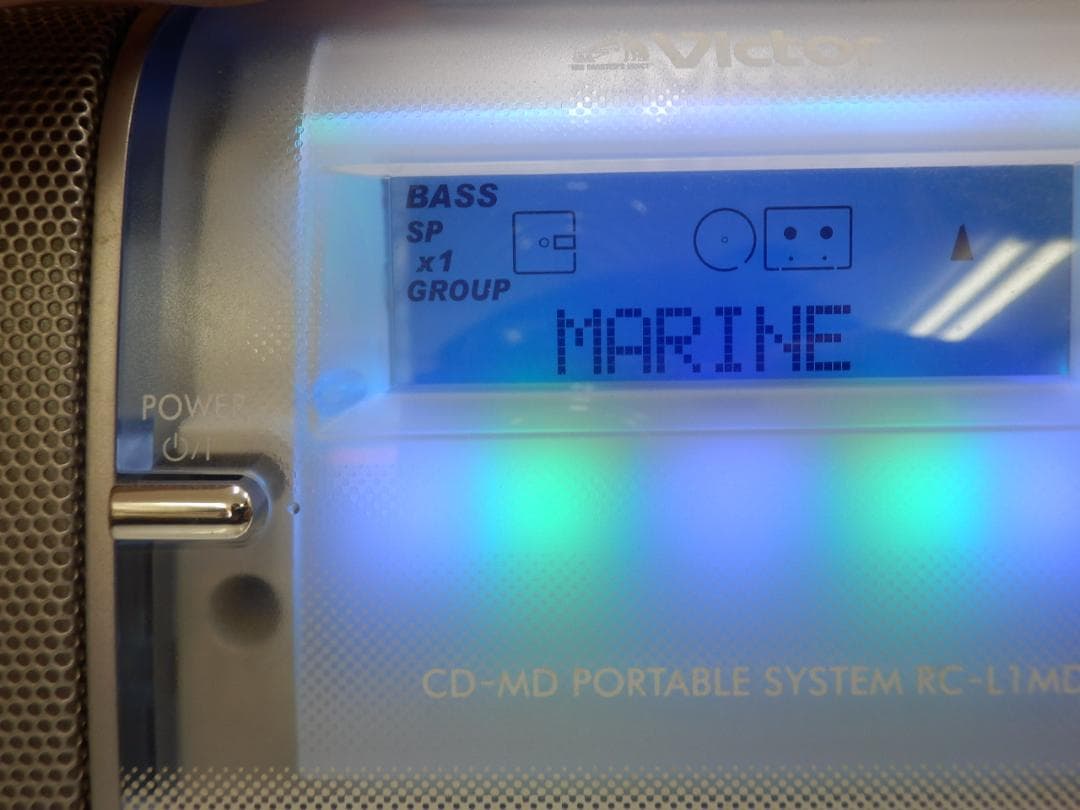 Victor
BASS
SP
x1
GROUP
MARINE
POWER
CD-MD PORTABLE SYSTEM RC-L1MD